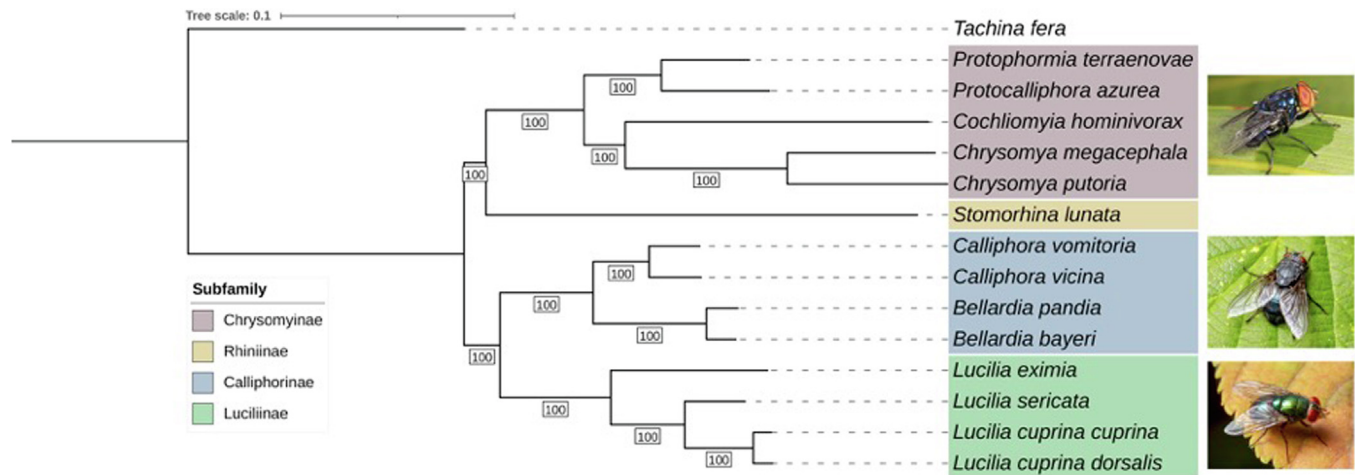 Tree scale: 0.1
Tachina fera
Protophormia terraenovae
100
Protocalliphora azurea
100
Cochliomyia hominivorax
100
Chrysomya megacephala
100
100
Chrysomya putoria
Stomorhina lunata
Calliphora vomitoria
100
Calliphora vicina
100
Bellardia pandia
100
Bellardia bayeri
100
Lucilia eximia
100
Lucilia sericata
100
Lucilia cuprina cuprina
100
Lucilia cuprina dorsalis
Subfamily
Chrysomyinae
Rhiniinae
Calliphorinae
Luciliinae